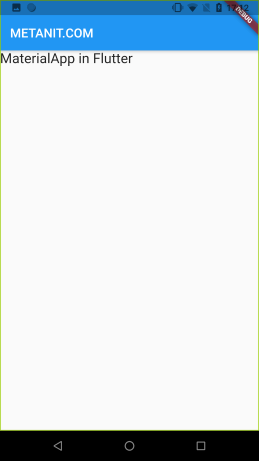 METANIT.COM
DEBUG
MaterialApp in Flutter